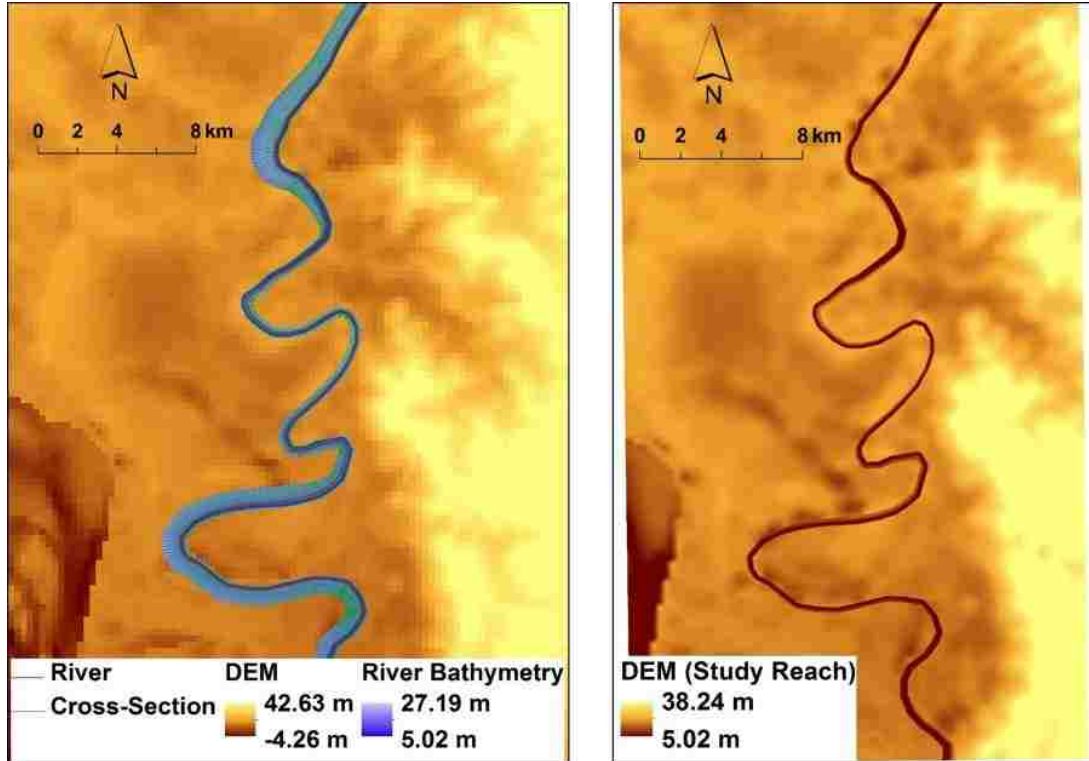 N
0 2 4 8 km
River
Cross-Section
DEM
42.63 m
-4.26 m
River Bathymetry
27.19 m
5.02 m
N
0 2 4 8 km
DEM (Study Reach)
38.24 m
5.02 m